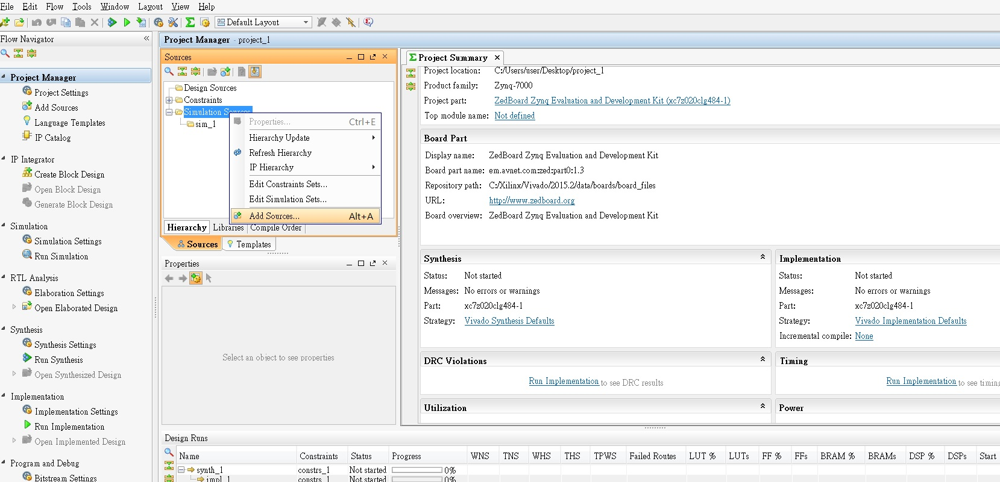 File Edit Flow Tools Window Layout View Help
Default Layout
Flow Navigator
Project Manager
Project Settings
Add Sources
Language Templates
IP Catalog
IP Integrator
Create Block Design
Open Block Design
Generate Block Design
Simulation
Simulation Settings
Run Simulation
RTL Analysis
Elaboration Settings
Open Elaborated Design
Synthesis
Synthesis Settings
Run Synthesis
Open Synthesized Design
Implementation
Implementation Settings
Run Implementation
Open Implemented Design
Program and Debug
Bitstream Settings
Project Manager - project_1
Sources
Design Sources
Constraints
Simulation Sources
sim_1
Properties... Ctrl+E
Hierarchy Update
Refresh Hierarchy
IP Hierarchy
Edit Constraints Sets...
Edit Simulation Sets...
Add Sources... Alt+A
Hierarchy Libraries Compile Order
Sources Templates
Properties
Select an object to see properties
Project Summary
Project location: C:/Users/user/Desktop/project_1
Product family: Zynq-7000
Project part: ZedBoard Zynq Evaluation and Development Kit (xc7z020clg484-1)
Top module name: Not defined
Board Part
Display name: ZedBoard Zynq Evaluation and Development Kit
Board part name: em.avnet.com:zed:part0:1.3
Repository path: C:/Xilinx/Vivado/2015.2/data/boards/board_files
URL: http://www.zedboard.org
Board overview: ZedBoard Zynq Evaluation and Development Kit
Synthesis
Status: Not started
Messages: No errors or warnings
Part: xc7z020clg484-1
Strategy: Vivado Synthesis Defaults
Implementation
Status: Not started
Messages: No errors or warnings
Part: xc7z020clg484-1
Strategy: Vivado Implementation Defaults
Incremental compile: None
DRC Violations
Run Implementation to see DRC results
Timing
Run Implementation to see timing
Utilization
Power
Design Runs
Name Constraints Status Progress WNS TNS WHS THS TPWS Failed Routes LUT % LUTs FF % FFs BRAM % BRAMs DSP % DSPs Start
synth_1 constrs_1 Not started 0%
impl_1 constrs_1 Not started 0%